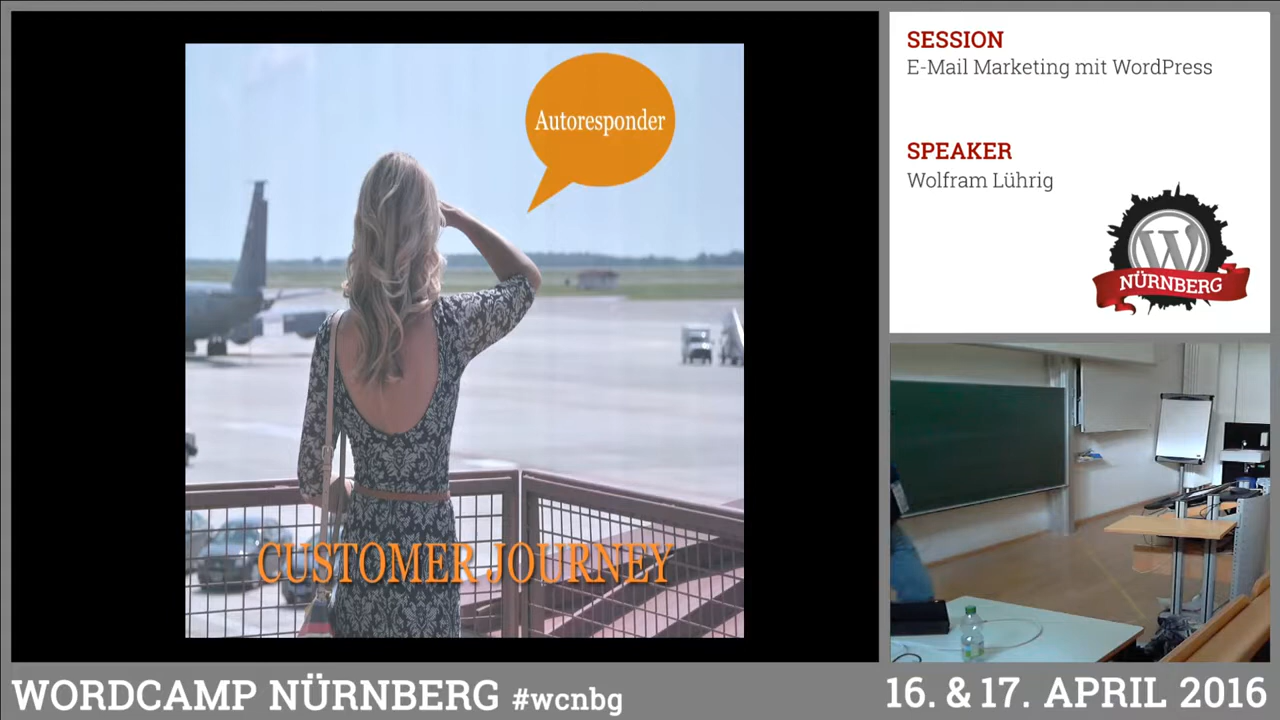 Autoresponder
CUSTOMER JOURNEY
SESSION
E-Mail Marketing mit WordPress
SPEAKER
Wolfram Lührig
NÜRNBERG
WORDCAMP NÜRNBERG #wcnbg
16. & 17. APRIL 2016